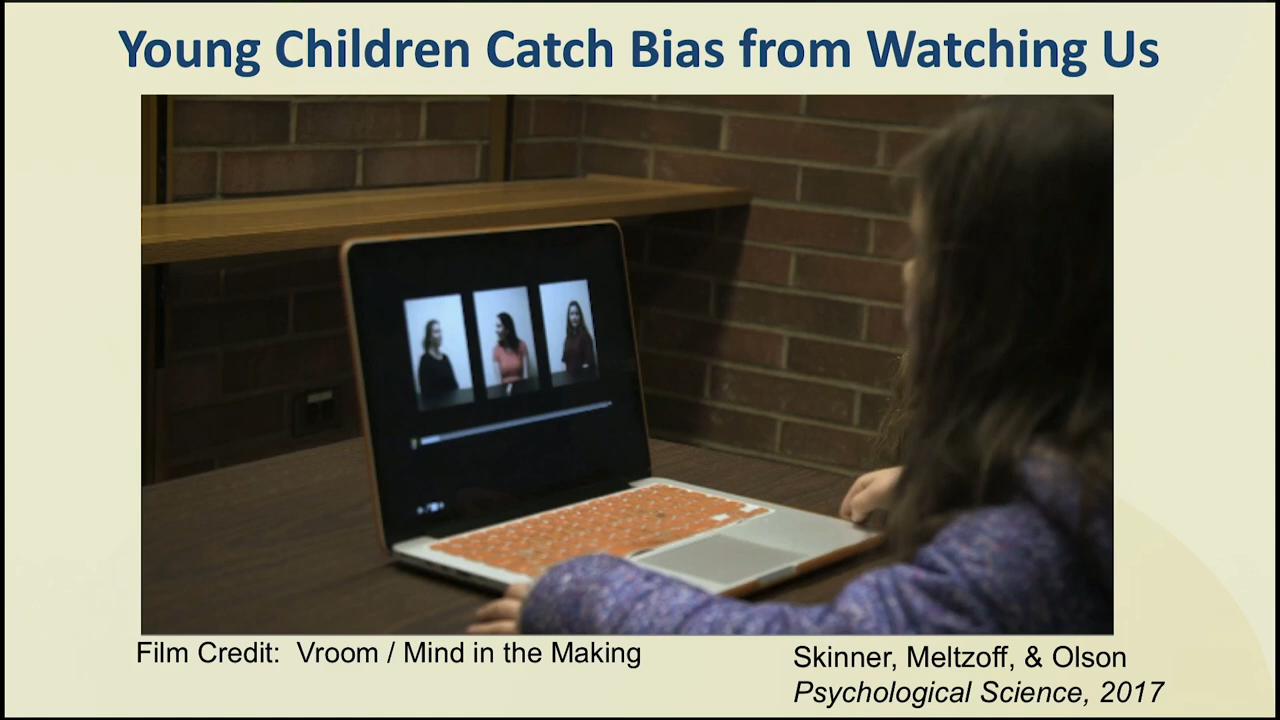 Young Children Catch Bias from Watching Us
Film Credit:  Vroom / Mind in the Making
Skinner, Meltzoff, & Olson
Psychological Science, 2017